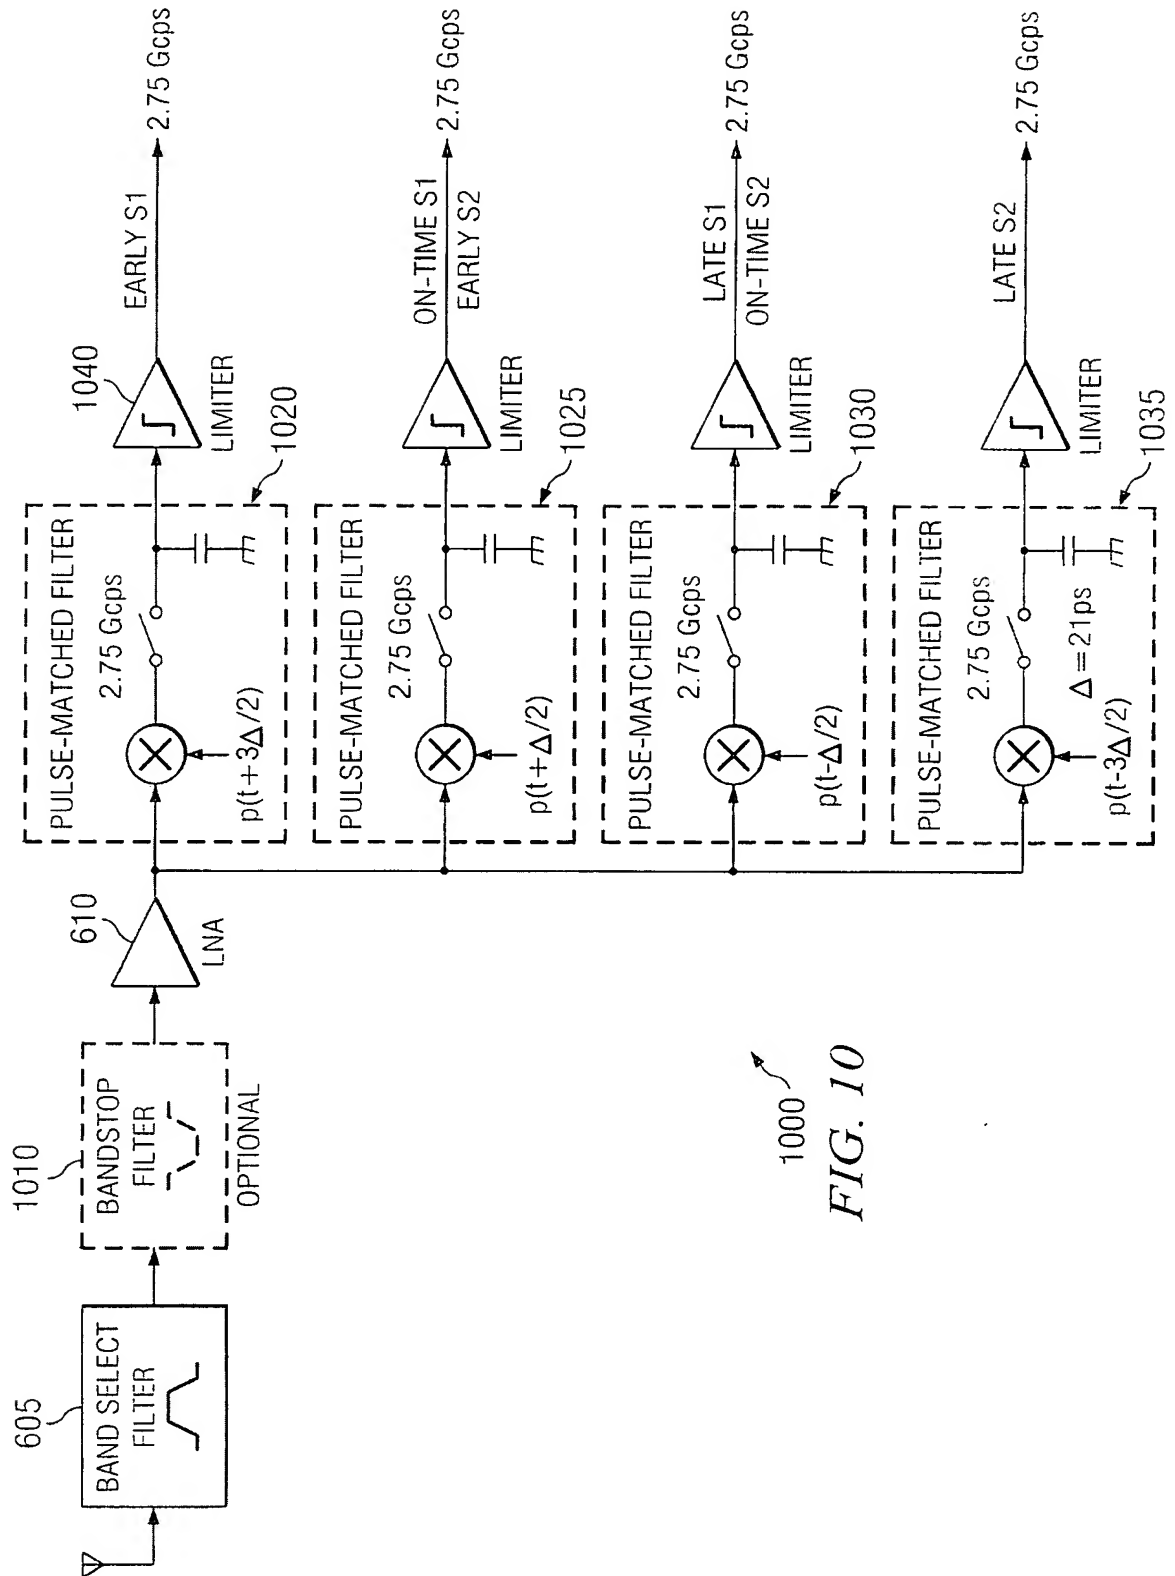 605
BAND SELECT
FILTER
1010
BANDSTOP
FILTER
OPTIONAL
610
LNA
PULSE-MATCHED FILTER
2.75 Gcps
p(t+3Δ/2)
1020
1040
LIMITER
EARLY S1
2.75 Gcps
PULSE-MATCHED FILTER
2.75 Gcps
p(t+Δ/2)
1025
LIMITER
ON-TIME S1
EARLY S2
2.75 Gcps
PULSE-MATCHED FILTER
2.75 Gcps
p(t-Δ/2)
1030
LIMITER
LATE S1
ON-TIME S2
2.75 Gcps
PULSE-MATCHED FILTER
2.75 Gcps
p(t-3Δ/2)
Δ=21ps
1035
LIMITER
LATE S2
2.75 Gcps
1000
FIG. 10